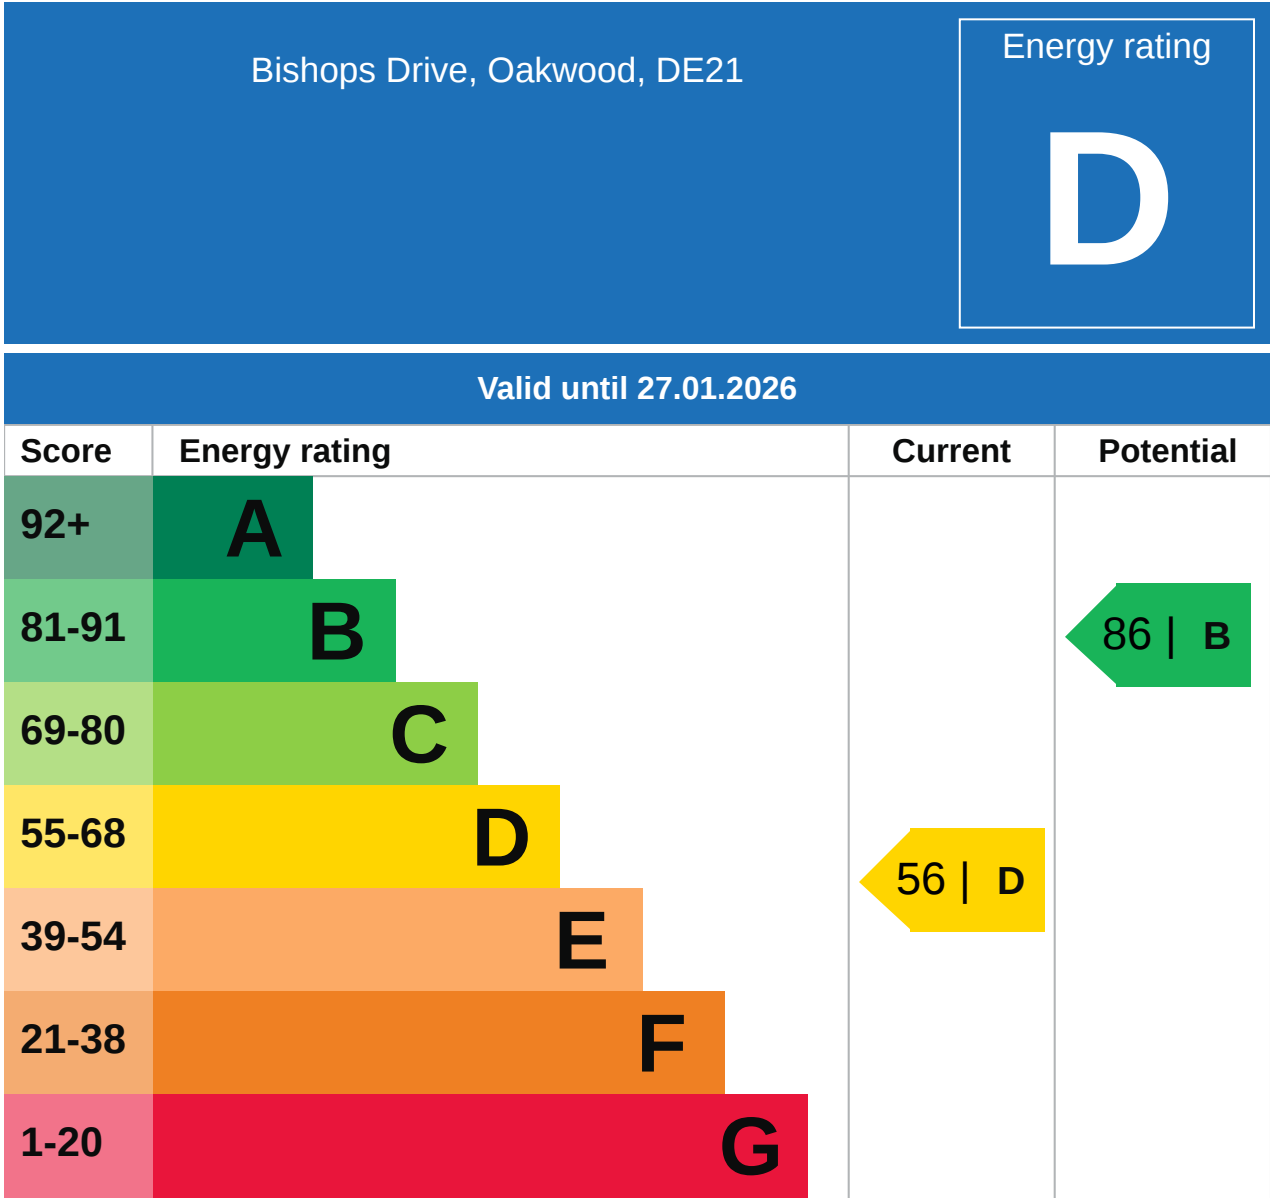 Bishops Drive, Oakwood, DE21
Energy rating
D
Valid until 27.01.2026
Score Energy rating Current Potential
92+ A
81-91 B 86 | B
69-80 C
55-68 D
56 | D
39-54 E
21-38 F
1-20 G